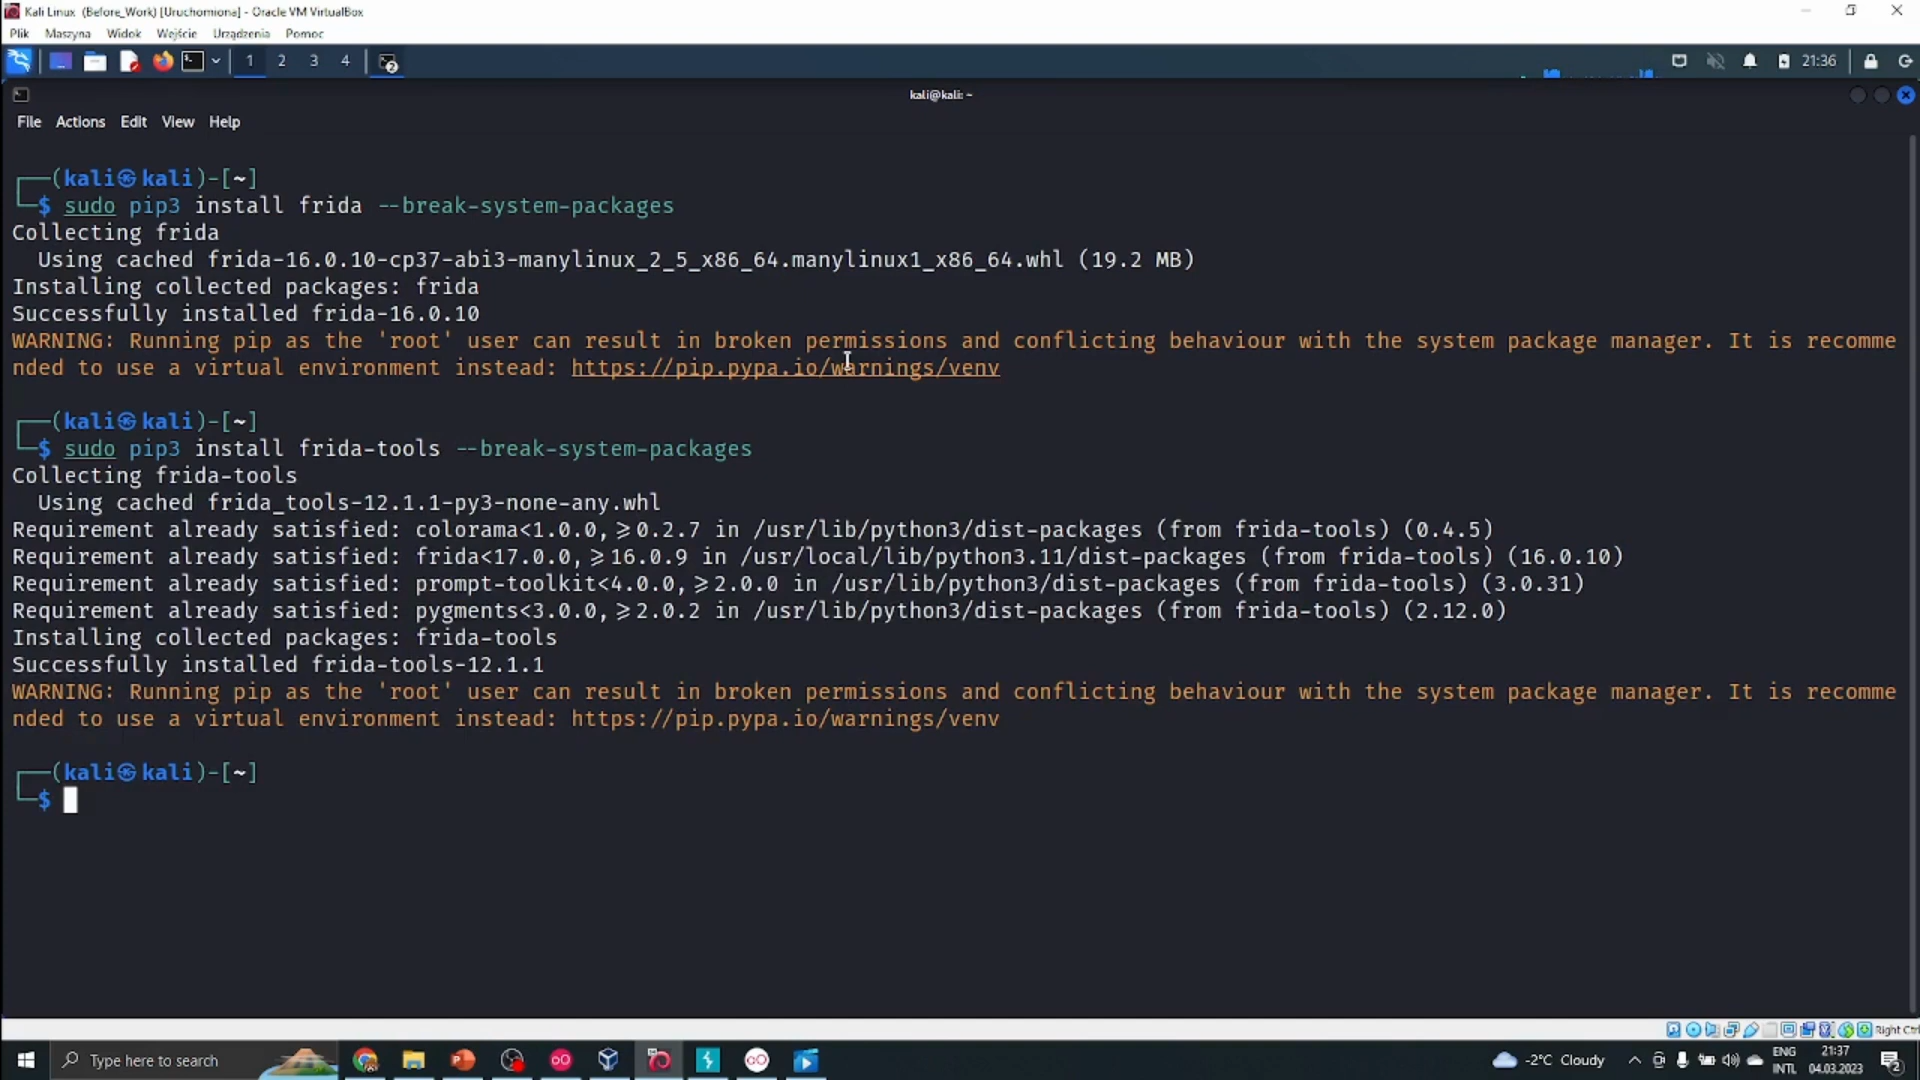 Kali Linux (Before_Work) [Uruchomiona] - Oracle VM VirtualBox
Plik Maszyna Widok Wejście Urządzenia Pomoc
1 2 3 4 2 21:36
kali@kali: ~
File Actions Edit View Help
┌──(kali㉿kali)-[~]
└─$ sudo pip3 install frida --break-system-packages
Collecting frida
Using cached frida-16.0.10-cp37-abi3-manylinux_2_5_x86_64.manylinux1_x86_64.whl (19.2 MB)
Installing collected packages: frida
Successfully installed frida-16.0.10
WARNING: Running pip as the 'root' user can result in broken permissions and conflicting behaviour with the system package manager. It is recomme
nded to use a virtual environment instead: https://pip.pypa.io/warnings/venv
┌──(kali㉿kali)-[~]
└─$ sudo pip3 install frida-tools --break-system-packages
Collecting frida-tools
Using cached frida_tools-12.1.1-py3-none-any.whl
Requirement already satisfied: colorama<1.0.0,≥0.2.7 in /usr/lib/python3/dist-packages (from frida-tools) (0.4.5)
Requirement already satisfied: frida<17.0.0,≥16.0.9 in /usr/local/lib/python3.11/dist-packages (from frida-tools) (16.0.10)
Requirement already satisfied: prompt-toolkit<4.0.0,≥2.0.0 in /usr/lib/python3/dist-packages (from frida-tools) (3.0.31)
Requirement already satisfied: pygments<3.0.0,≥2.0.2 in /usr/lib/python3/dist-packages (from frida-tools) (2.12.0)
Installing collected packages: frida-tools
Successfully installed frida-tools-12.1.1
WARNING: Running pip as the 'root' user can result in broken permissions and conflicting behaviour with the system package manager. It is recomme
nded to use a virtual environment instead: https://pip.pypa.io/warnings/venv
┌──(kali㉿kali)-[~]
└─$
Right Ctrl
Type here to search
-2°C Cloudy
ENG
INTL
21:37
04.03.2023
2